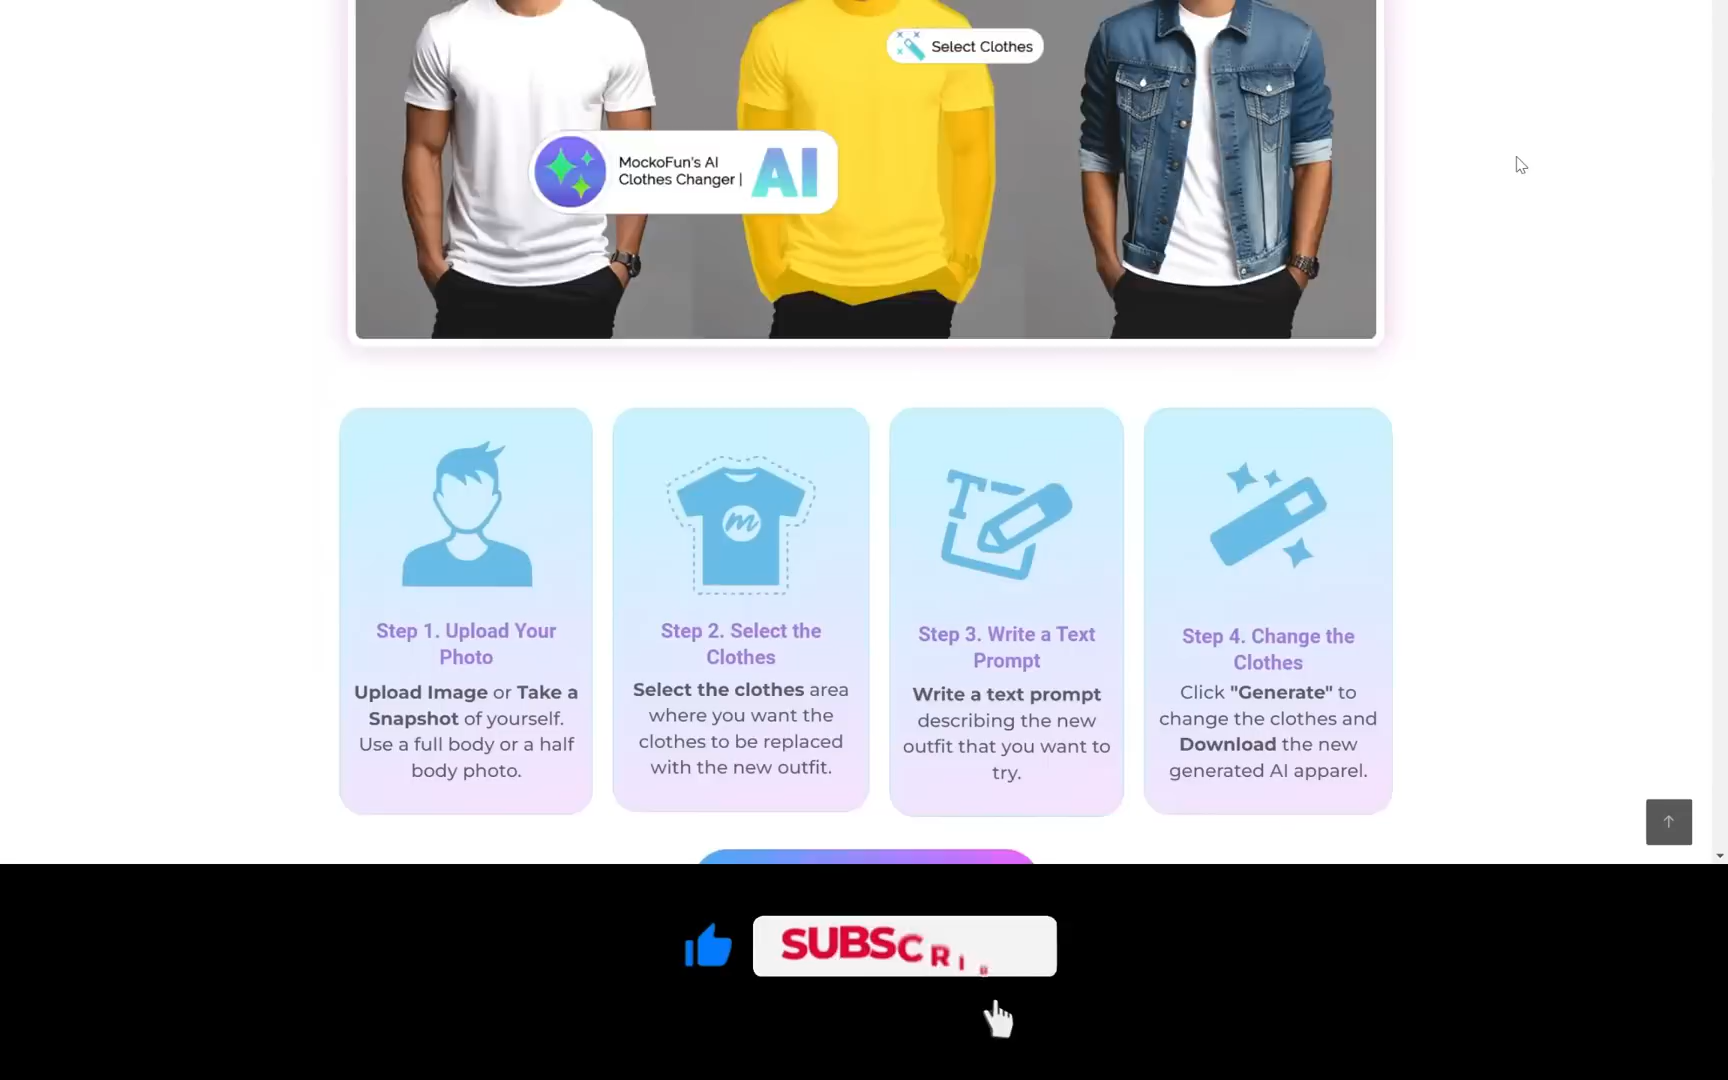 Select Clothes
MockoFun's AI
Clothes Changer |
AI
m
Step 1. Upload Your
Photo
Upload Image or Take a
Snapshot of yourself.
Use a full body or a half
body photo.
Step 2. Select the
Clothes
Select the clothes area
where you want the
clothes to be replaced
with the new outfit.
T
Step 3. Write a Text
Prompt
Write a text prompt
describing the new
outfit that you want to
try.
Step 4. Change the
Clothes
Click "Generate" to
change the clothes and
Download the new
generated AI apparel.
SUBSCRIB